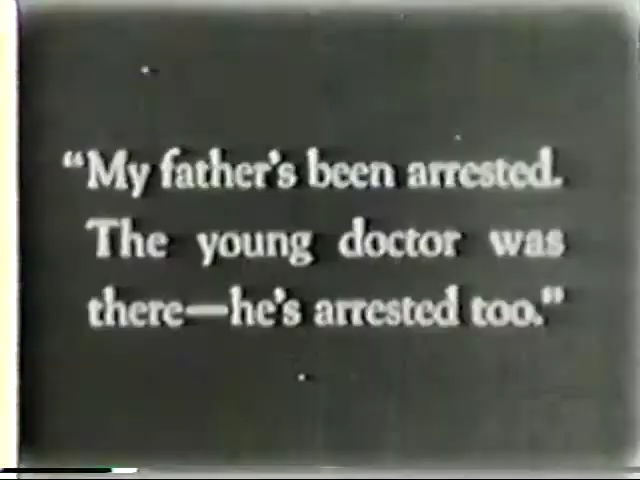 “My father's been arrested.
The young doctor was
there—he's arrested too."